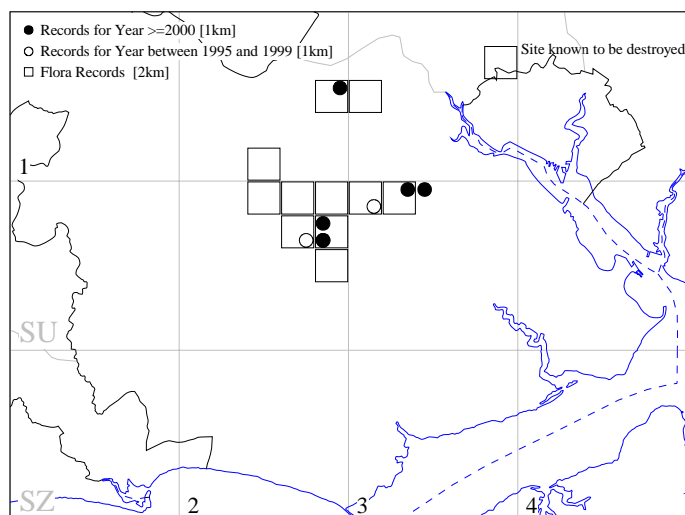 Records for Year >=2000 [1km]
Records for Year between 1995 and 1999 [1km]
Flora Records [2km]
Site known to be destroyed
1
SU
SZ
2
3
4